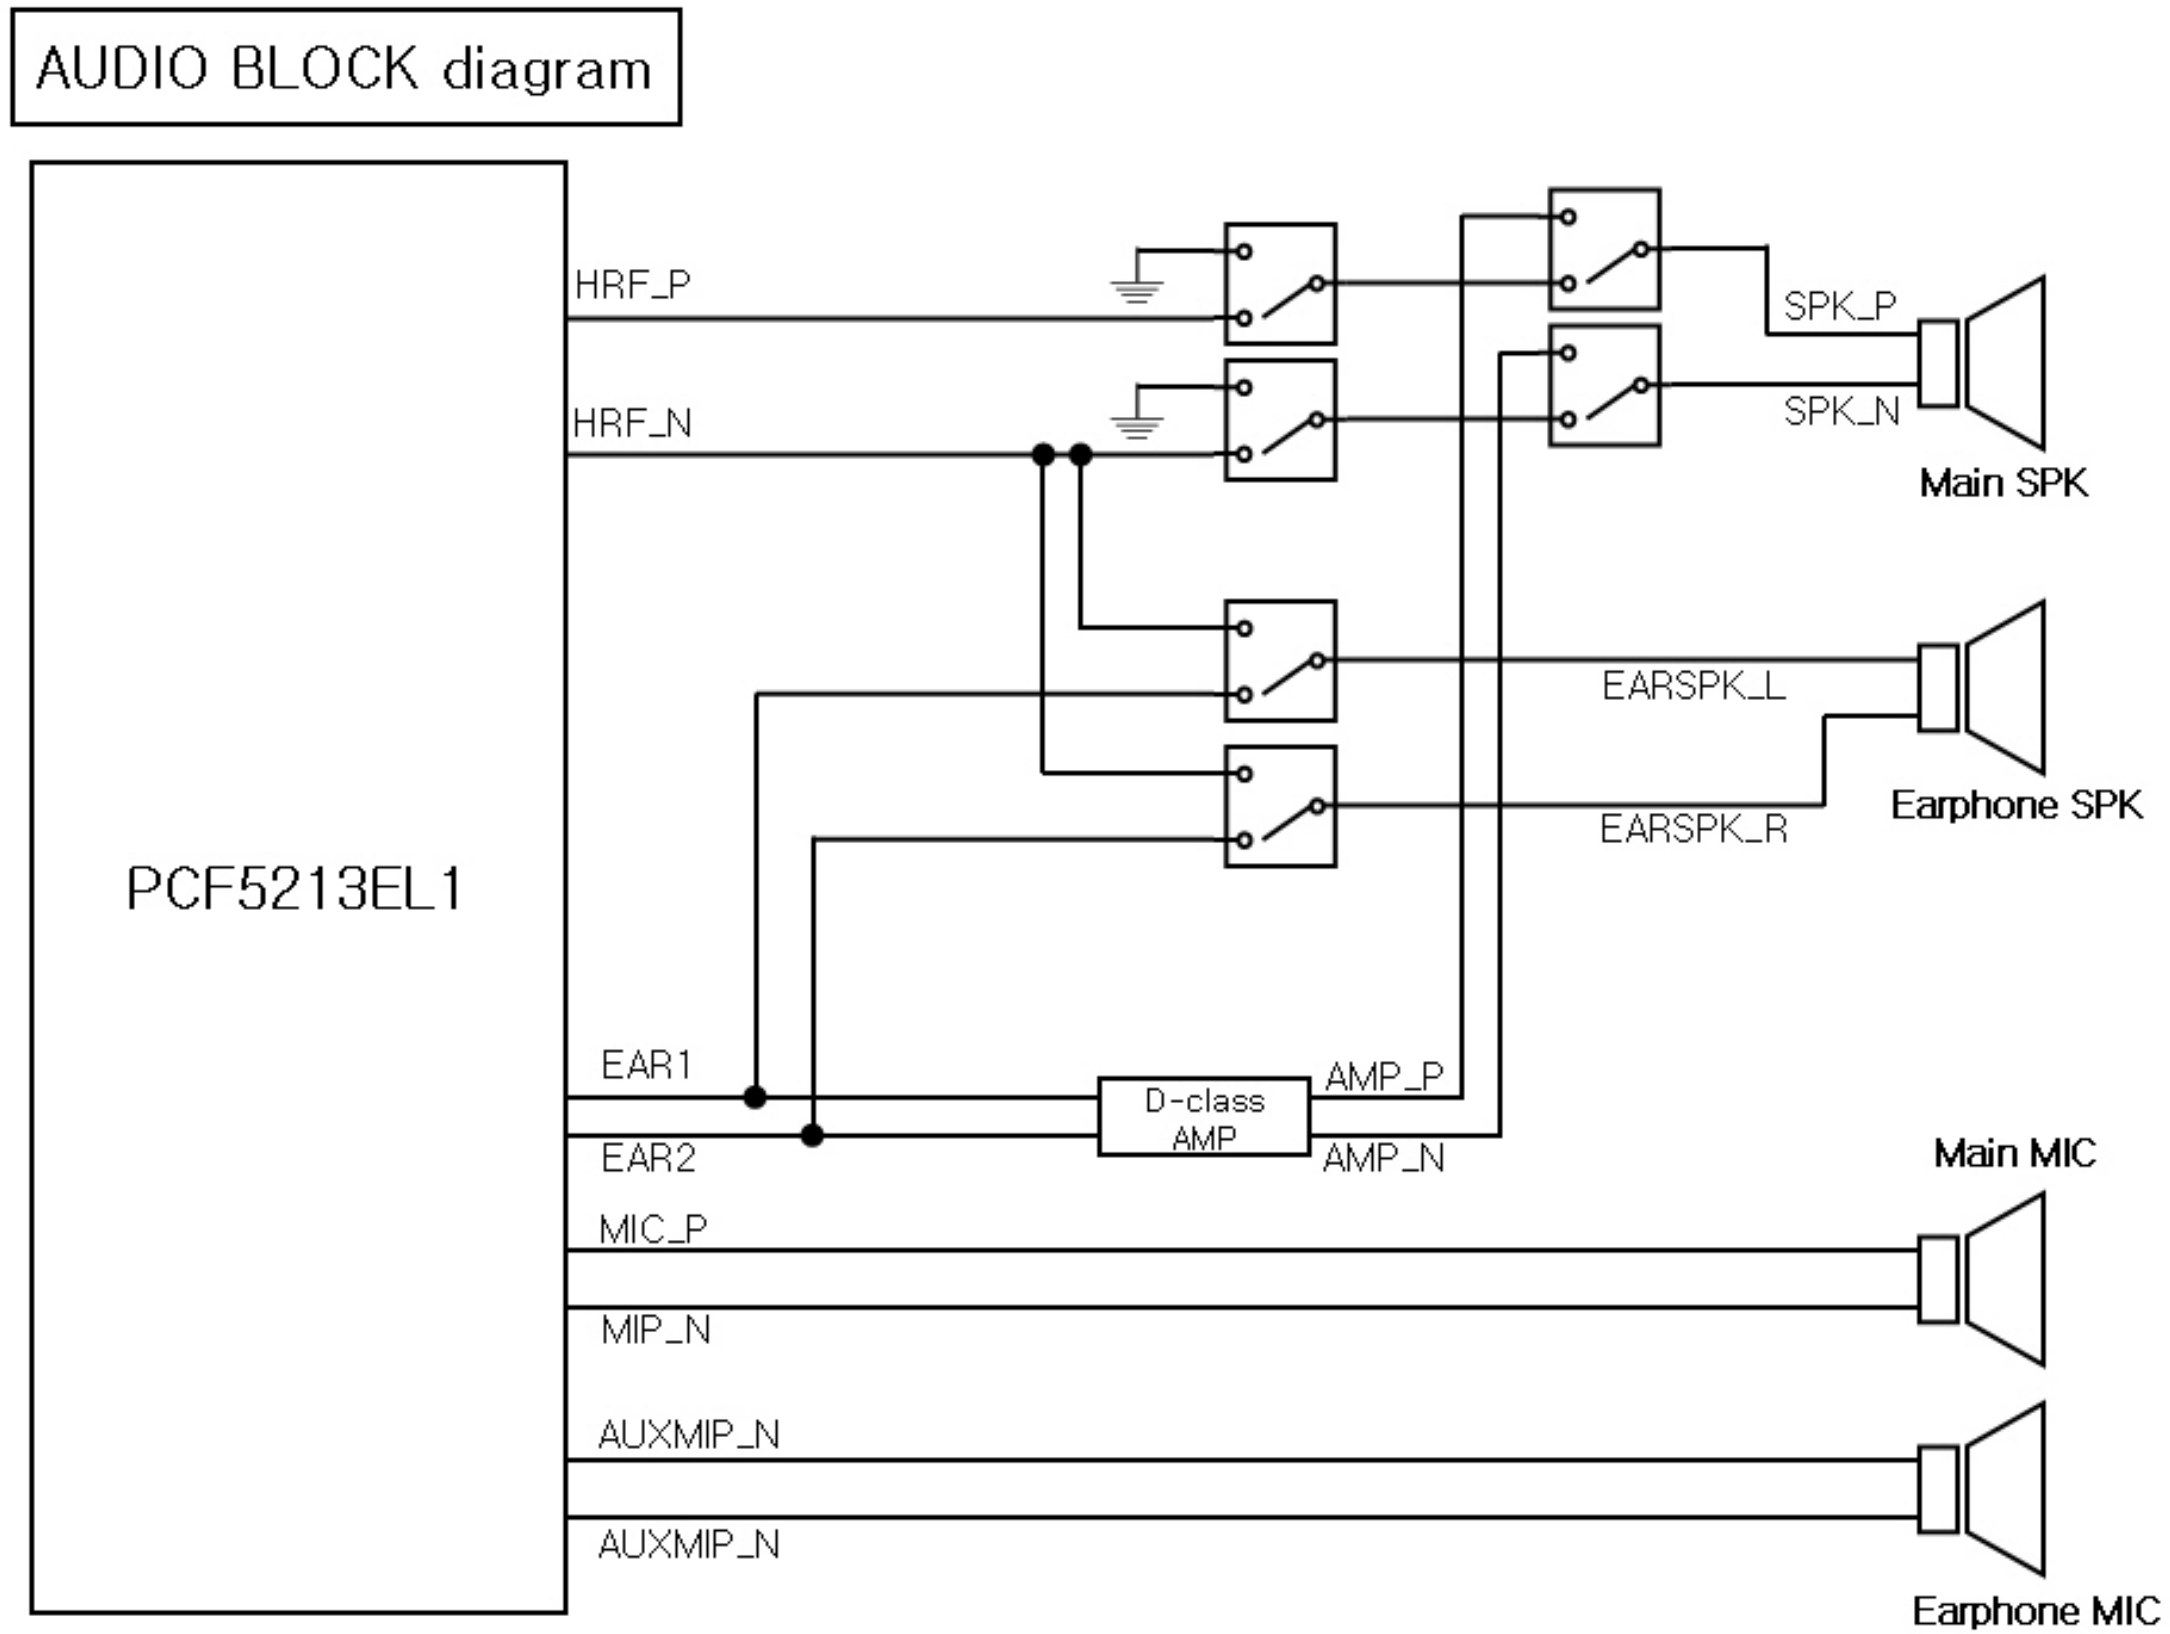 AUDIO BLOCK diagram
HRF_P
SPK_P
HRF_N
SPK_N
Main SPK
EARSPK_L
Earphone SPK
EARSPK_R
PCF5213EL1
EAR1
AMP_P
D-class
AMP
EAR2
AMP_N
Main MIC
MIC_P
MIP_N
AUXMIP_N
AUXMIP_N
Earphone MIC